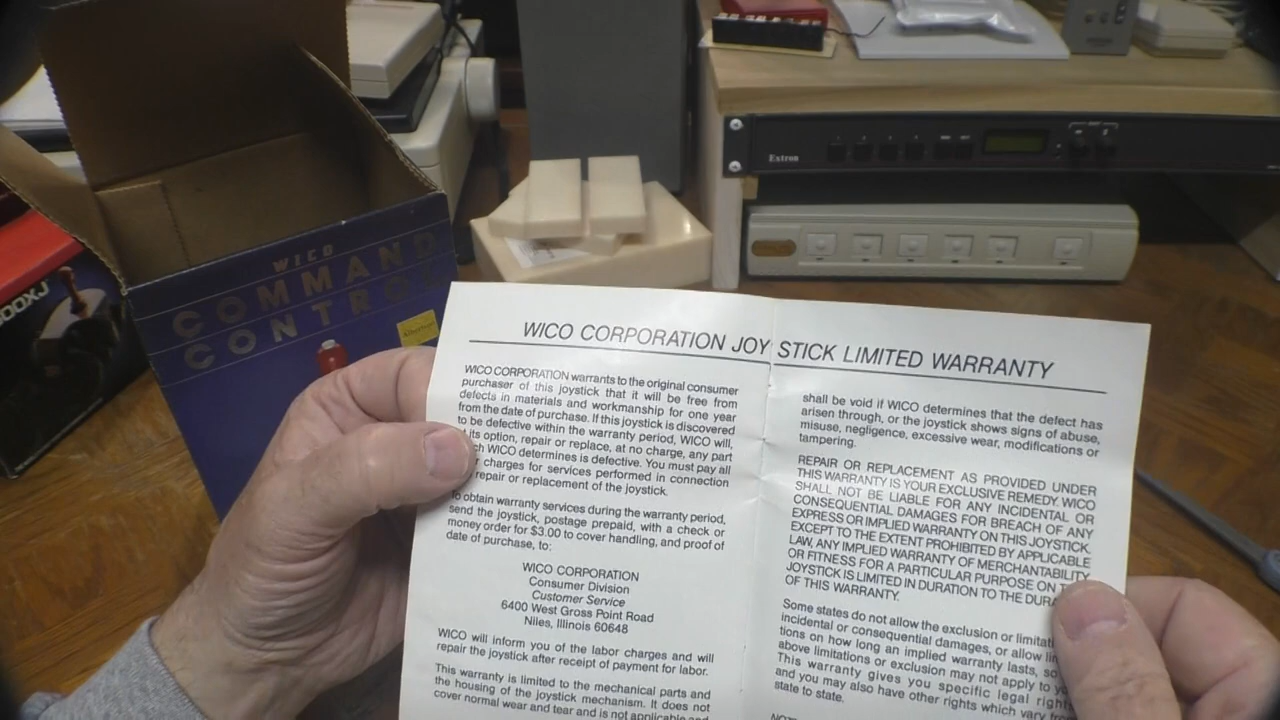 WICO
COMMAND
CONTROL
Extron
00XJ
WICO CORPORATION JOYSTICK LIMITED WARRANTY
WICO CORPORATION warrants to the original consumer
purchaser of this joystick that it will be free from
defects in materials and workmanship for one year
from the date of purchase. If this joystick is discovered
to be defective within the warranty period, WICO will,
its option, repair or replace, at no charge, any part
WICO determines is defective. You must pay all
charges for services performed in connection
repair or replacement of the joystick.
To obtain warranty services during the warranty period,
send the joystick, postage prepaid, with a check or
money order for $3.00 to cover handling, and proof of
date of purchase, to:
WICO CORPORATION
Consumer Division
Customer Service
6400 West Gross Point Road
Niles, Illinois 60648
WICO will inform you of the labor charges and will
repair the joystick after receipt of payment for labor.
This warranty is limited to the mechanical parts and
the housing of the joystick mechanism. It does not
cover normal wear and tear and is not applicable and
shall be void if WICO determines that the defect has
arisen through, or the joystick shows signs of abuse,
misuse, negligence, excessive wear, modifications or
tampering.
REPAIR OR REPLACEMENT AS PROVIDED UNDER
THIS WARRANTY IS YOUR EXCLUSIVE REMEDY. WICO
SHALL NOT BE LIABLE FOR ANY INCIDENTAL OR
CONSEQUENTIAL DAMAGES FOR BREACH OF ANY
EXPRESS OR IMPLIED WARRANTY ON THIS JOYSTICK.
EXCEPT TO THE EXTENT PROHIBITED BY APPLICABLE
LAW, ANY IMPLIED WARRANTY OF MERCHANTABILITY
OR FITNESS FOR A PARTICULAR PURPOSE ON
JOYSTICK IS LIMITED IN DURATION TO THE
OF THIS WARRANTY.
Some states do not allow the exclusion or
incidental or consequential damages, or allow
tions on how long an implied warranty lasts, so
above limitations or exclusion may not apply to
This warranty gives you specific legal
and you may also have other rights which vary
state to state.